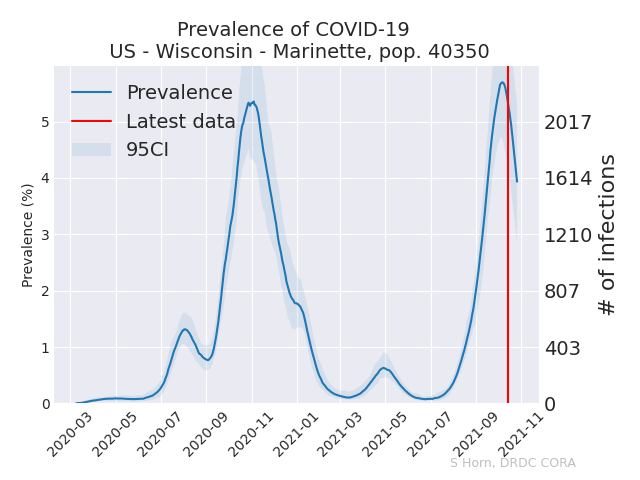 Prevalence of COVID-19
US - Wisconsin - Marinette, pop. 40350
Prevalence
Latest data
95CI
Prevalence (%)
5
4
3
2
1
0
2017
1614
1210
807
403
0
# of infections
2020-03
2020-05
2020-07
2020-09
2020-11
2021-01
2021-03
2021-05
2021-07
2021-09
2021-11
S Horn, DRDC CORA